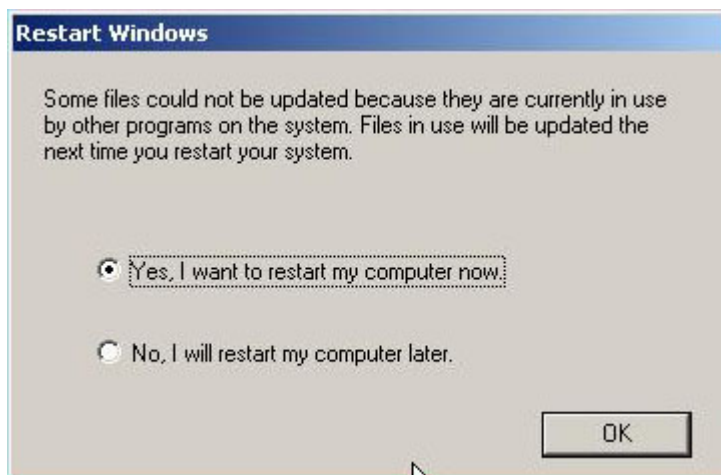 Restart Windows
Some files could not be updated because they are currently in use
by other programs on the system. Files in use will be updated the
next time you restart your system.
Yes, I want to restart my computer now.
No, I will restart my computer later.
OK